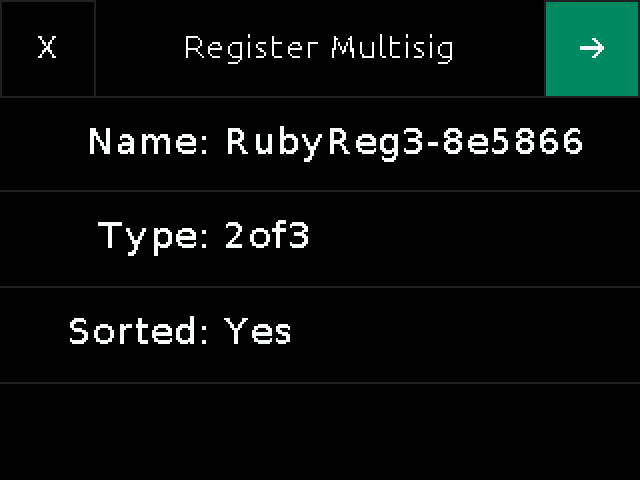 X Register Multisig →
Name: RubyReg3-8e5866
Type: 2of3
Sorted: Yes